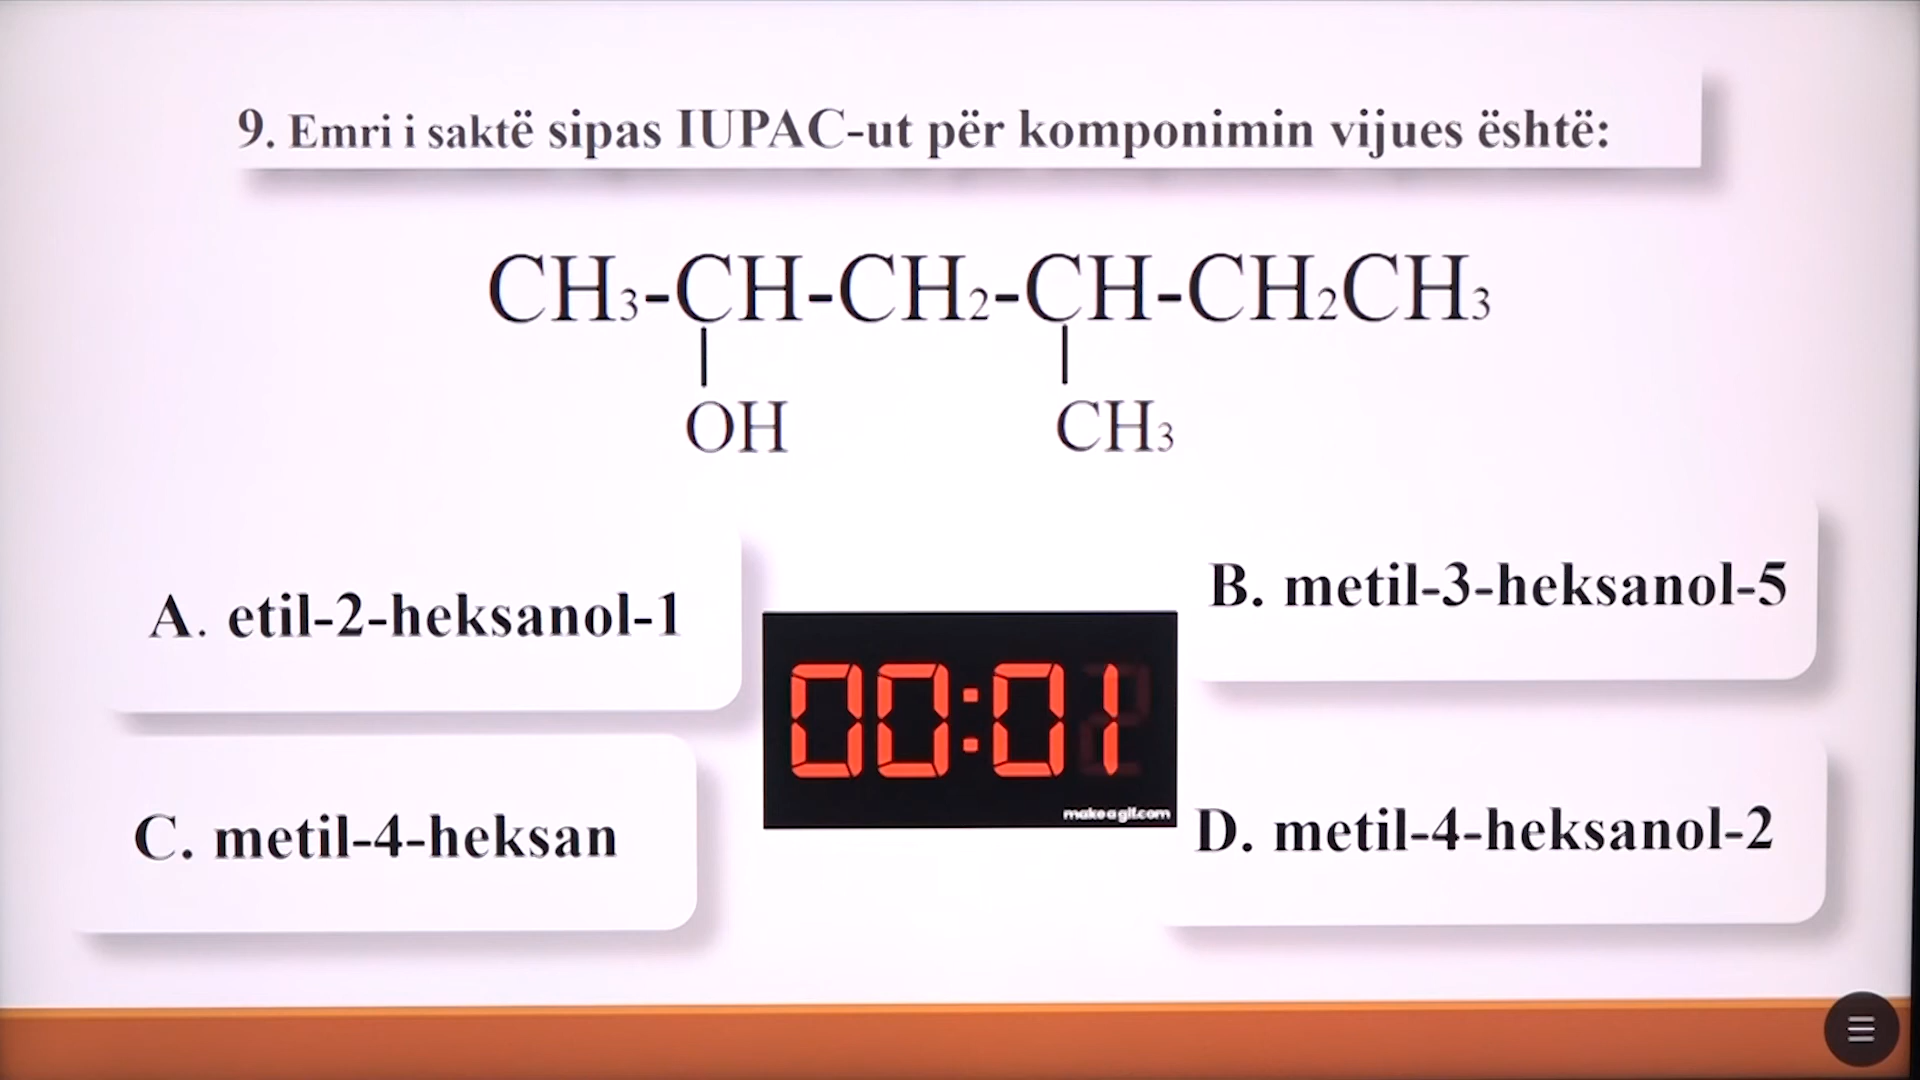 9. Emri i saktë sipas IUPAC-ut për komponimin vijues është:
CH3-CH-CH2-CH-CH2CH3
OH CH3
A. etil-2-heksanol-1
B. metil-3-heksanol-5
00:01
makeagif.com
C. metil-4-heksan
D. metil-4-heksanol-2